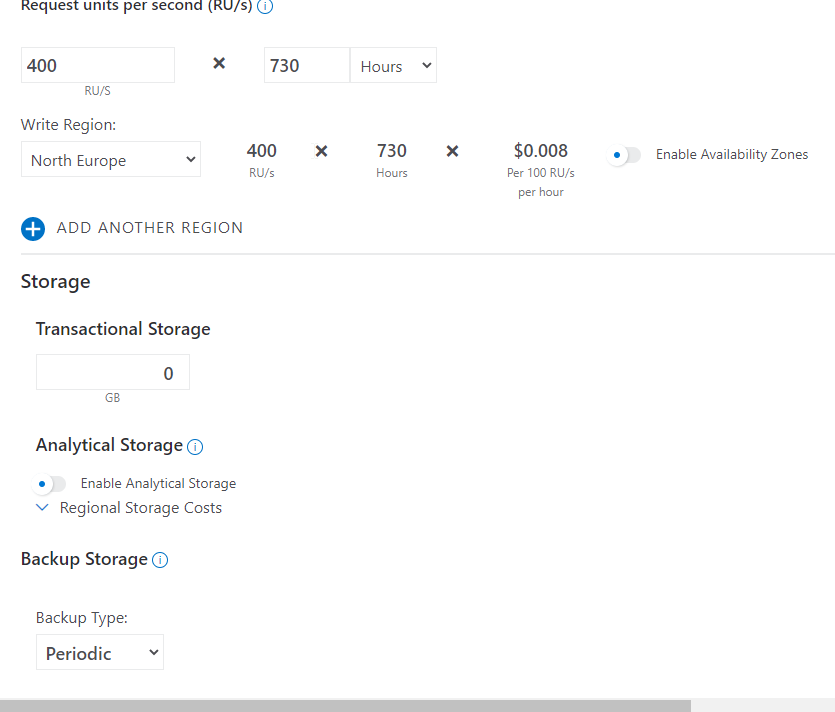 Request units per second (RU/s)
400 × 730 Hours
RU/S
Write Region:
North Europe 400 × 730 × $0.008 Enable Availability Zones
RU/s Hours Per 100 RU/s
per hour
ADD ANOTHER REGION
Storage
Transactional Storage
0
GB
Analytical Storage
Enable Analytical Storage
Regional Storage Costs
Backup Storage
Backup Type:
Periodic